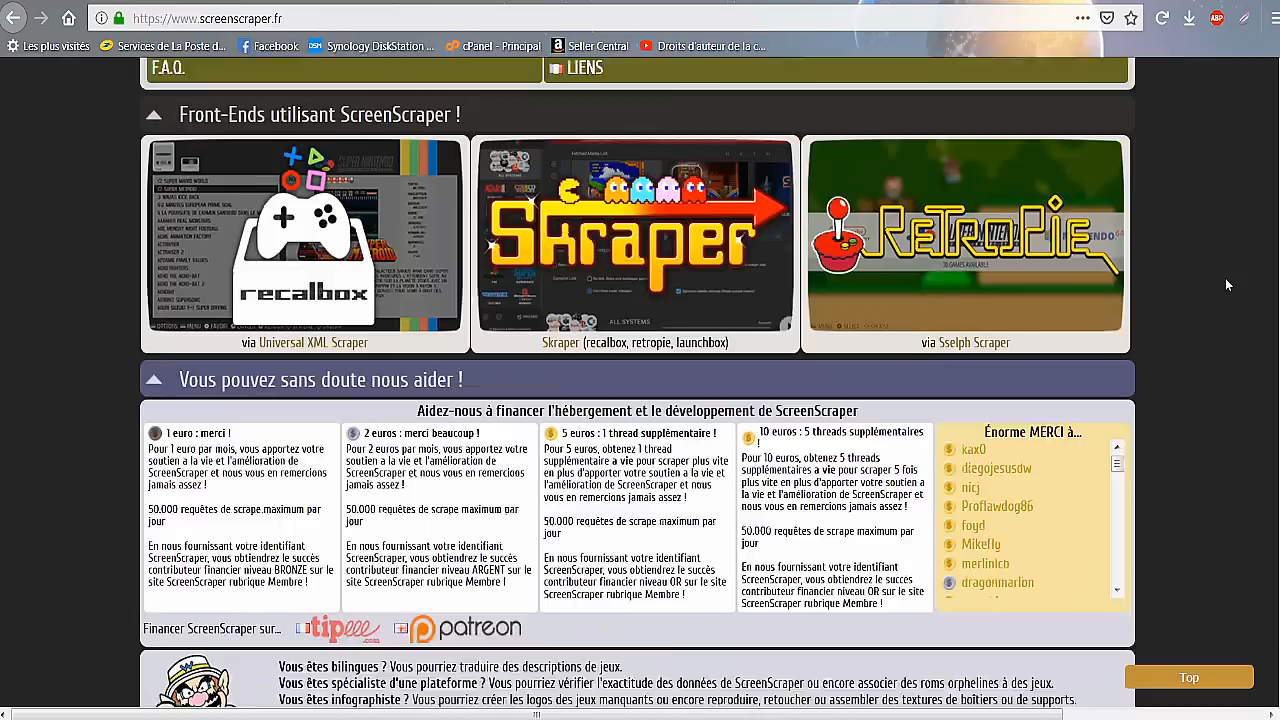 https://www.screenscraper.fr
Les plus visités
Services de La Poste d...
Facebook
DSM
Synology DiskStation ...
cPanel - Principal
Seller Central
Droits d'auteur de la c...
ABP
F.A.Q.
LIENS
Front-Ends utilisant ScreenScraper !
recalbox
Skraper
ALL SYSTEMS
RetroPie
30 GAMES AVAILABLE
via Universal XML Scraper
Skraper (recalbox, retropie, launchbox)
via Sselph Scraper
Vous pouvez sans doute nous aider !
Aidez-nous à financer l'hébergement et le développement de ScreenScraper
1 euro : merci !
Pour 1 euro par mois, vous apportez votre
soutien a la vie et l'amélioration de
ScreenScraper et nous vous en remercions
jamais assez !
50.000 requêtes de scrape.maximum par
jour
En nous fournissant votre identifiant
ScreenScraper, vous obtiendrez le succès
contributeur financier niveau BRONZE sur le
site ScreenScraper rubrique Membre !
2 euros : merci beaucoup !
Pour 2 euros par mois, vous apportez votre
soutien a la vie et l'amélioration de
ScreenScraper et nous vous en remercions
jamais assez !
50.000 requêtes de scrape maximum par
jour
En nous fournissant votre identifiant
ScreenScraper, vous obtiendrez le succès
contributeur financier niveau ARGENT sur le
site ScreenScraper rubrique Membre !
5 euros : 1 thread supplémentaire !
Pour 5 euros, obtenez 1 thread
supplémentaire a vie pour scraper plus vite
en plus d'apporter votre soutien a la vie
et l'amélioration de ScreenScraper et nous
vous en remercions jamais assez !
50.000 requêtes de scrape maximum par
jour
En nous fournissant votre identifiant
ScreenScraper, vous obtiendrez le succès
contributeur financier niveau OR sur le site
ScreenScraper rubrique Membre !
10 euros : 5 threads supplémentaires
!
Pour 10 euros, obtenez 5 threads
supplémentaires a vie pour scraper 5 fois
plus vite en plus d'apporter votre soutien a
la vie et l'amélioration de ScreenScraper et
nous vous en remercions jamais assez !
50.000 requêtes de scrape maximum par
jour
En nous fournissant votre identifiant
ScreenScraper, vous obtiendrez le succès
contributeur financier niveau OR sur le site
ScreenScraper rubrique Membre !
Énorme MERCI à...
kax0
diegojesusdw
nicj
Proflawdog86
foyd
Mikefly
merlinlcb
dragonmarlon
Financer ScreenScraper sur...
tipeee.com
patreon
Vous êtes bilingues ? Vous pourriez traduire des descriptions de jeux.
Vous êtes spécialiste d'une plateforme ? Vous pourriez vérifier l'exactitude des données de ScreenScraper ou encore associer des roms orphelines à des jeux.
Vous êtes infographiste ? Vous pourriez créer les logos des jeux manquants ou encore reproduire, retoucher ou assembler des textures de boîtiers ou de supports.
Top